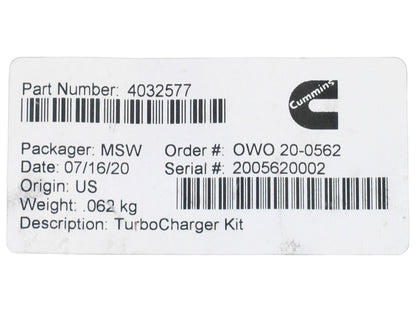 Part Number: 4032577
Cummins
Packager: MSW Order #: OWO 20-0562
Date: 07/16/20 Serial #: 2005620002
Origin: US
Weight: .062 kg
Description: TurboCharger Kit